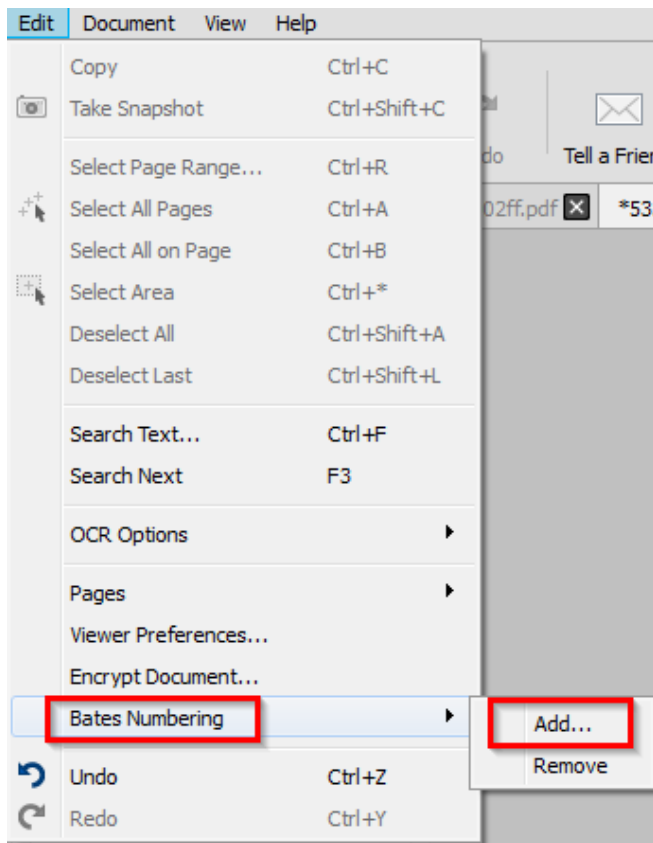 Edit Document View Help
Copy Ctrl+C
Take Snapshot Ctrl+Shift+C
do Tell a Frie
Select Page Range... Ctrl+R
Select All Pages Ctrl+A
02ff.pdf *53
Select All on Page Ctrl+B
Select Area Ctrl+*
Deselect All Ctrl+Shift+A
Deselect Last Ctrl+Shift+L
Search Text... Ctrl+F
Search Next F3
OCR Options
Pages
Viewer Preferences...
Encrypt Document...
Bates Numbering
Add...
Remove
Undo Ctrl+Z
Redo Ctrl+Y